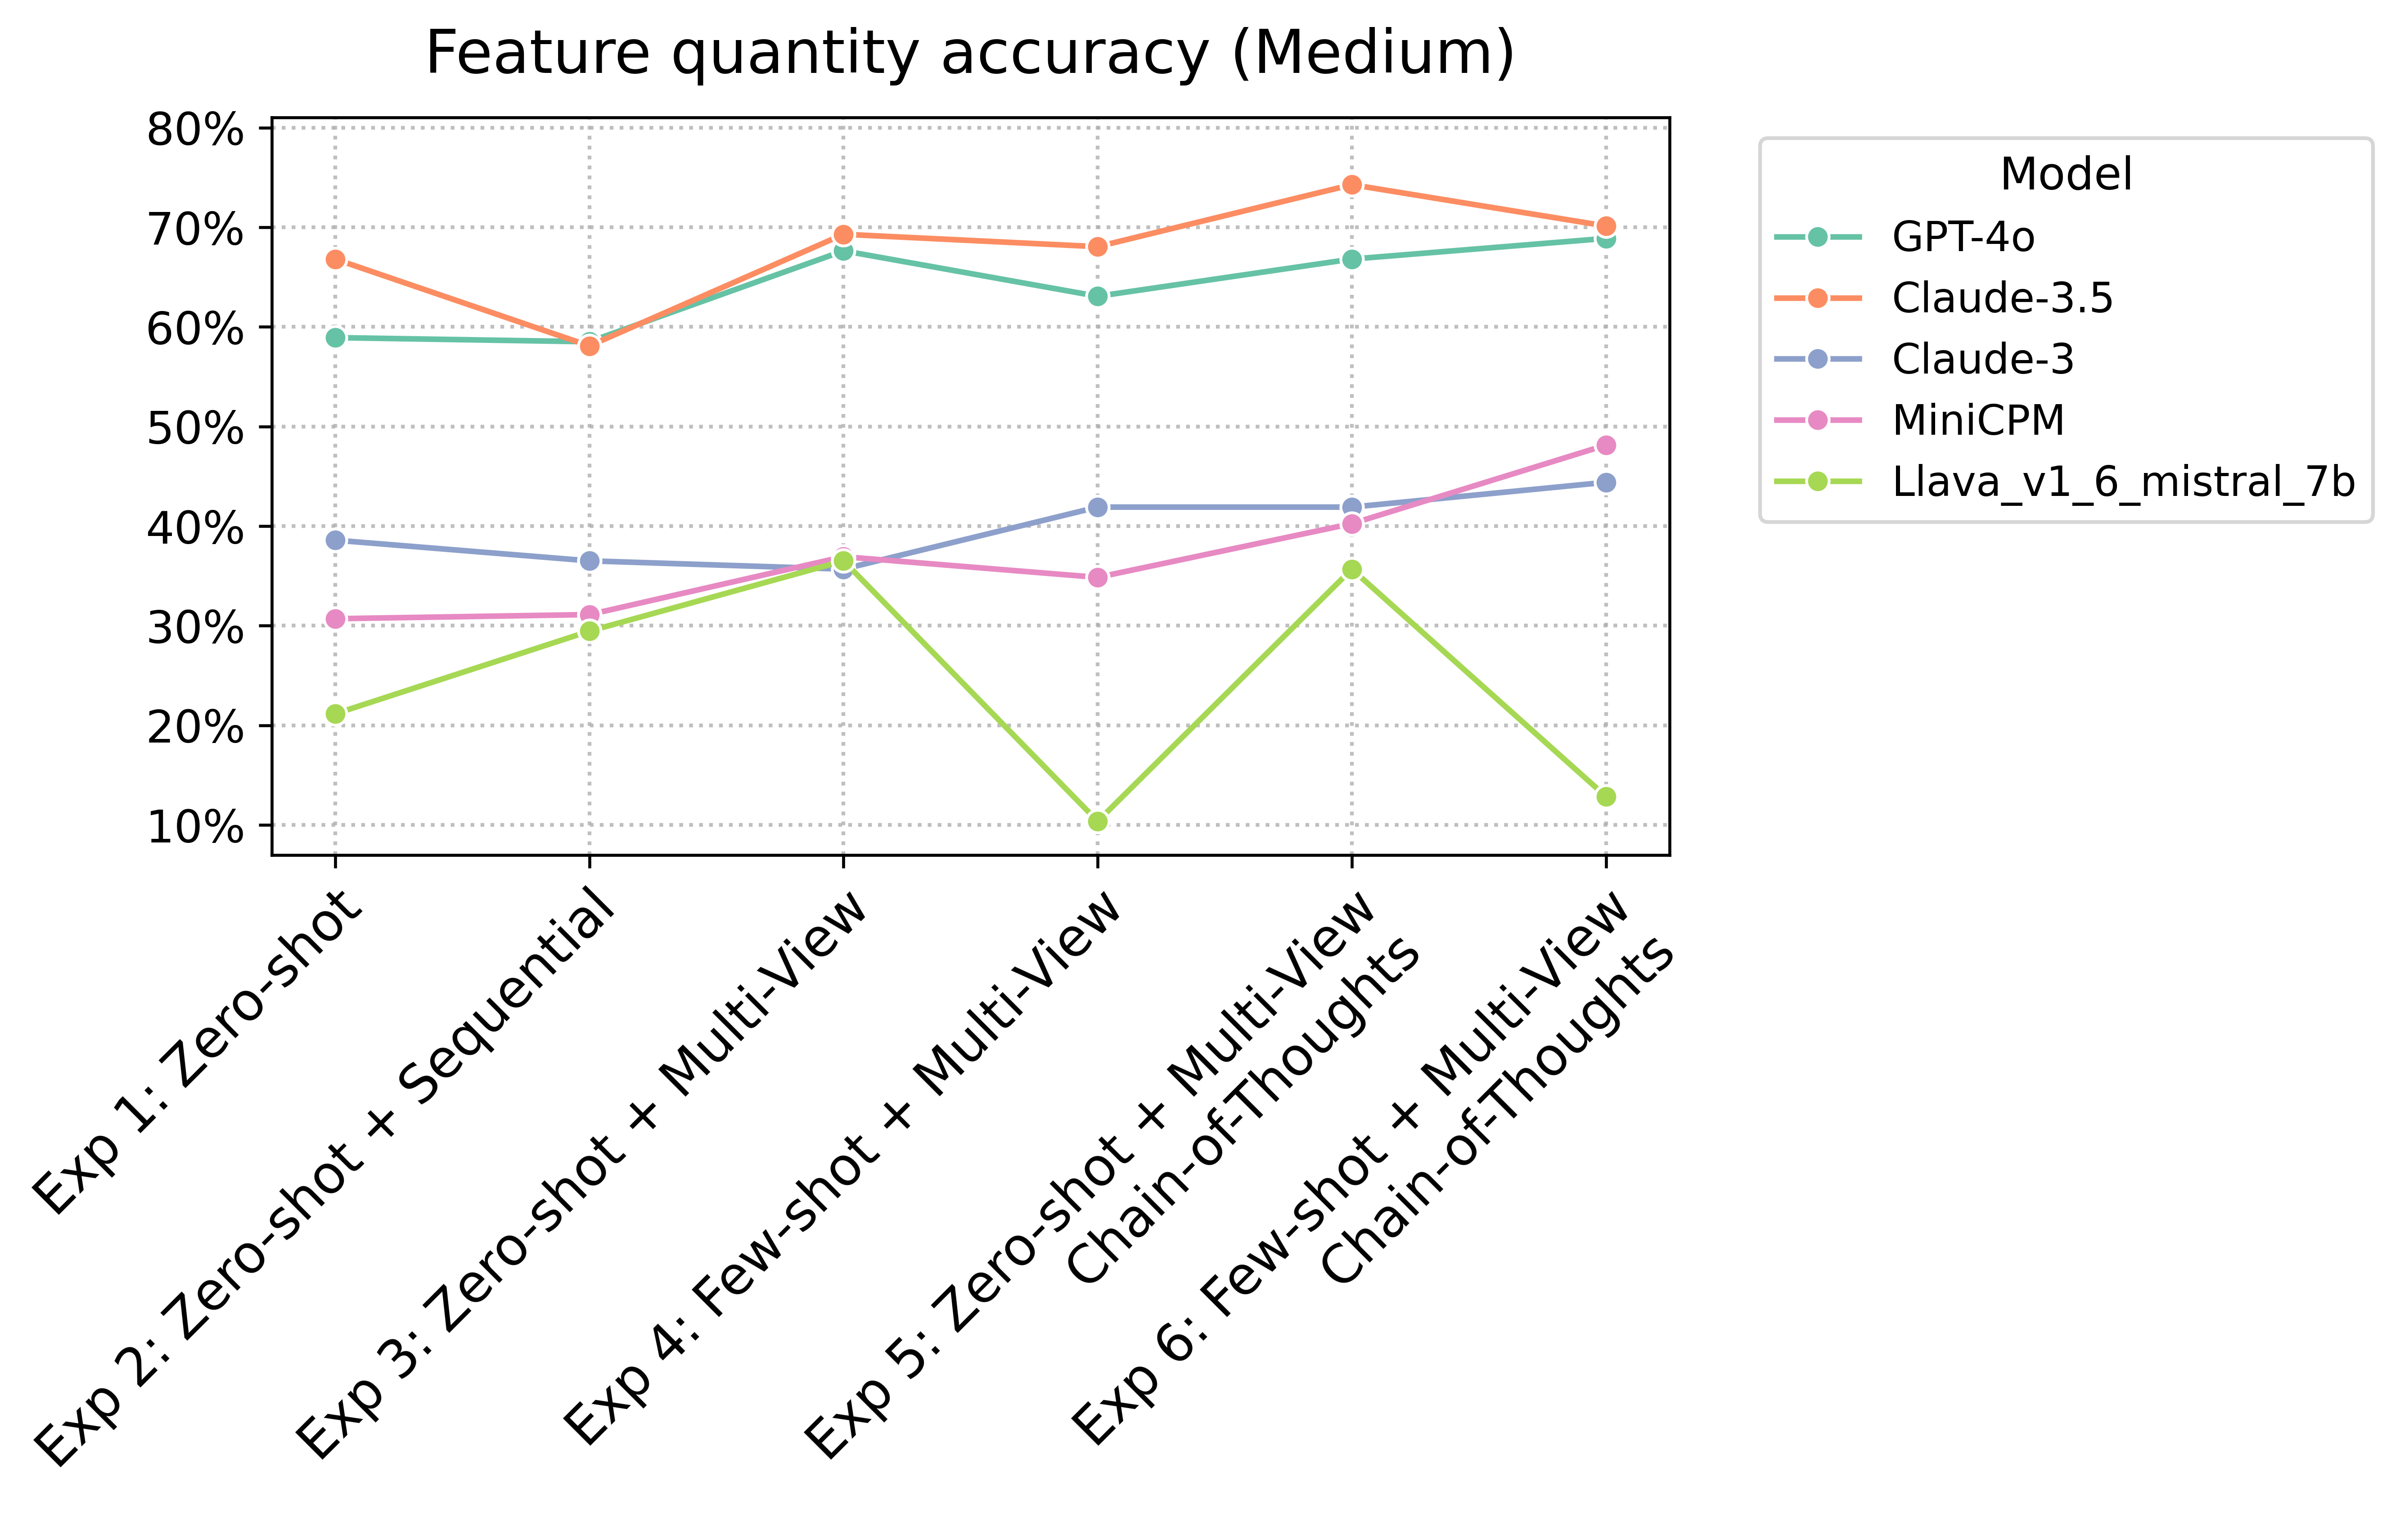 Feature quantity accuracy (Medium)
80%
70%
60%
50%
40%
30%
20%
10%
Exp 1: Zero-shot
Exp 2: Zero-shot + Sequential
Exp 3: Zero-shot + Multi-View
Exp 4: Few-shot + Multi-View
Exp 5: Zero-shot + Multi-View
Chain-of-Thoughts
Exp 6: Few-shot + Multi-View
Chain-of-Thoughts
Model
GPT-4o
Claude-3.5
Claude-3
MiniCPM
Llava_v1_6_mistral_7b